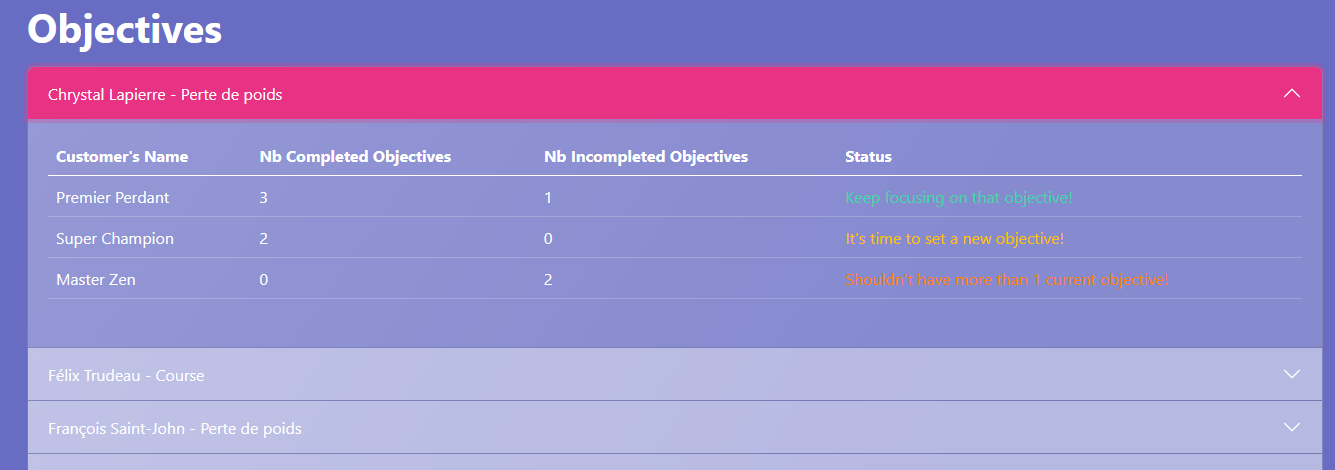 Objectives
Chrystal Lapierre - Perte de poids
Customer's Name Nb Completed Objectives Nb Incompleted Objectives Status
Premier Perdant 3 1 Keep focusing on that objective!
Super Champion 2 0 It's time to set a new objective!
Master Zen 0 2 Shouldn't have more than 1 current objective!
Félix Trudeau - Course
François Saint-John - Perte de poids